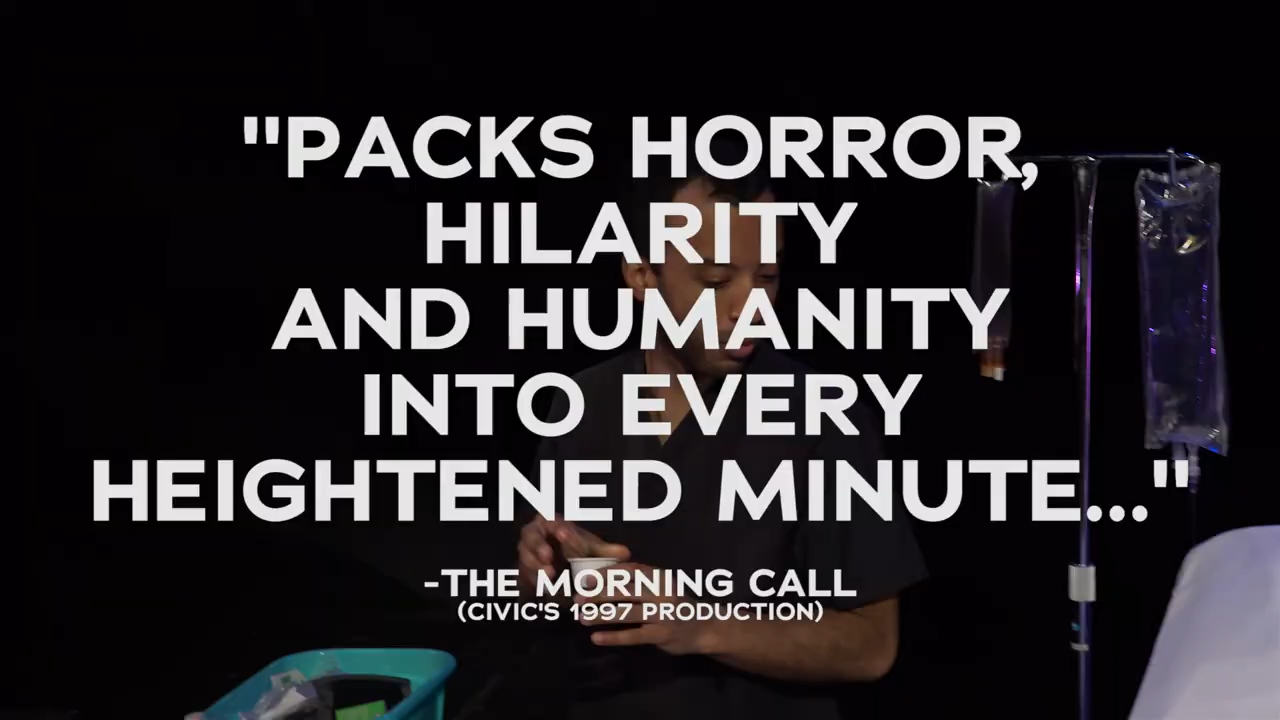 "PACKS HORROR,
HILARITY
AND HUMANITY
INTO EVERY
HEIGHTENED MINUTE..."
-THE MORNING CALL
(CIVIC'S 1997 PRODUCTION)